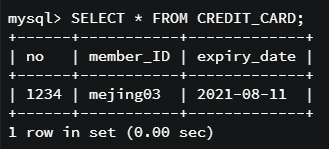 mysql> SELECT * FROM CREDIT_CARD;
+------+-----------+-------------+
| no   | member_ID | expiry_date |
+------+-----------+-------------+
| 1234 | mejing03  | 2021-08-11  |
+------+-----------+-------------+
1 row in set (0.00 sec)